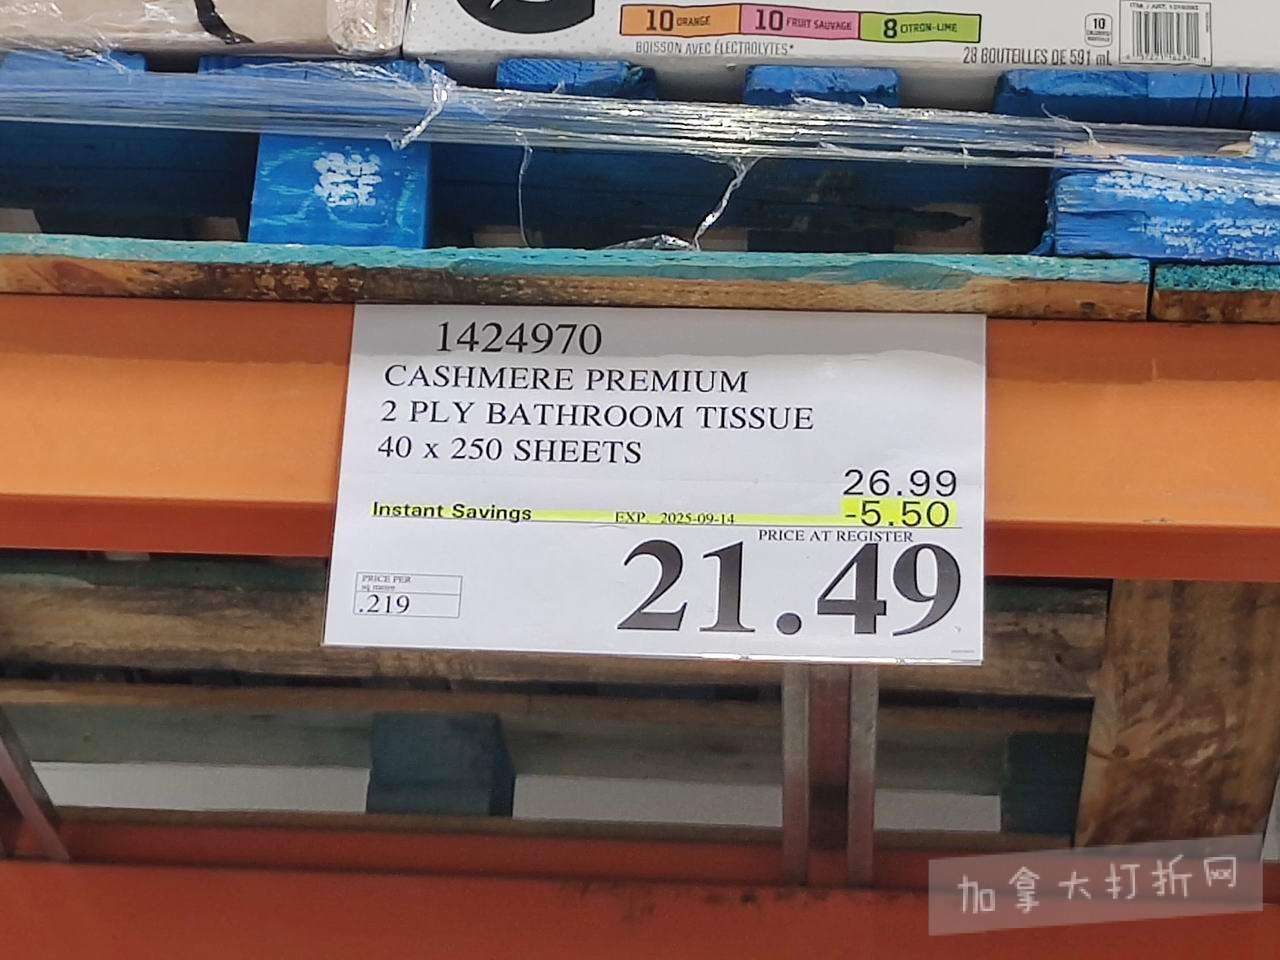 10 ORANGE
10 FRUIT SAUVAGE
8 CITRON-LIME
BOISSON AVEC ÉLECTROLYTES*
28 BOUTEILLES DE 591 mL
10
1424970
CASHMERE PREMIUM
2 PLY BATHROOM TISSUE
40 x 250 SHEETS
26.99
Instant Savings EXP. 2025-09-14 -5.50
PRICE AT REGISTER
21.49
PRICE PER
.219
加拿大打折网